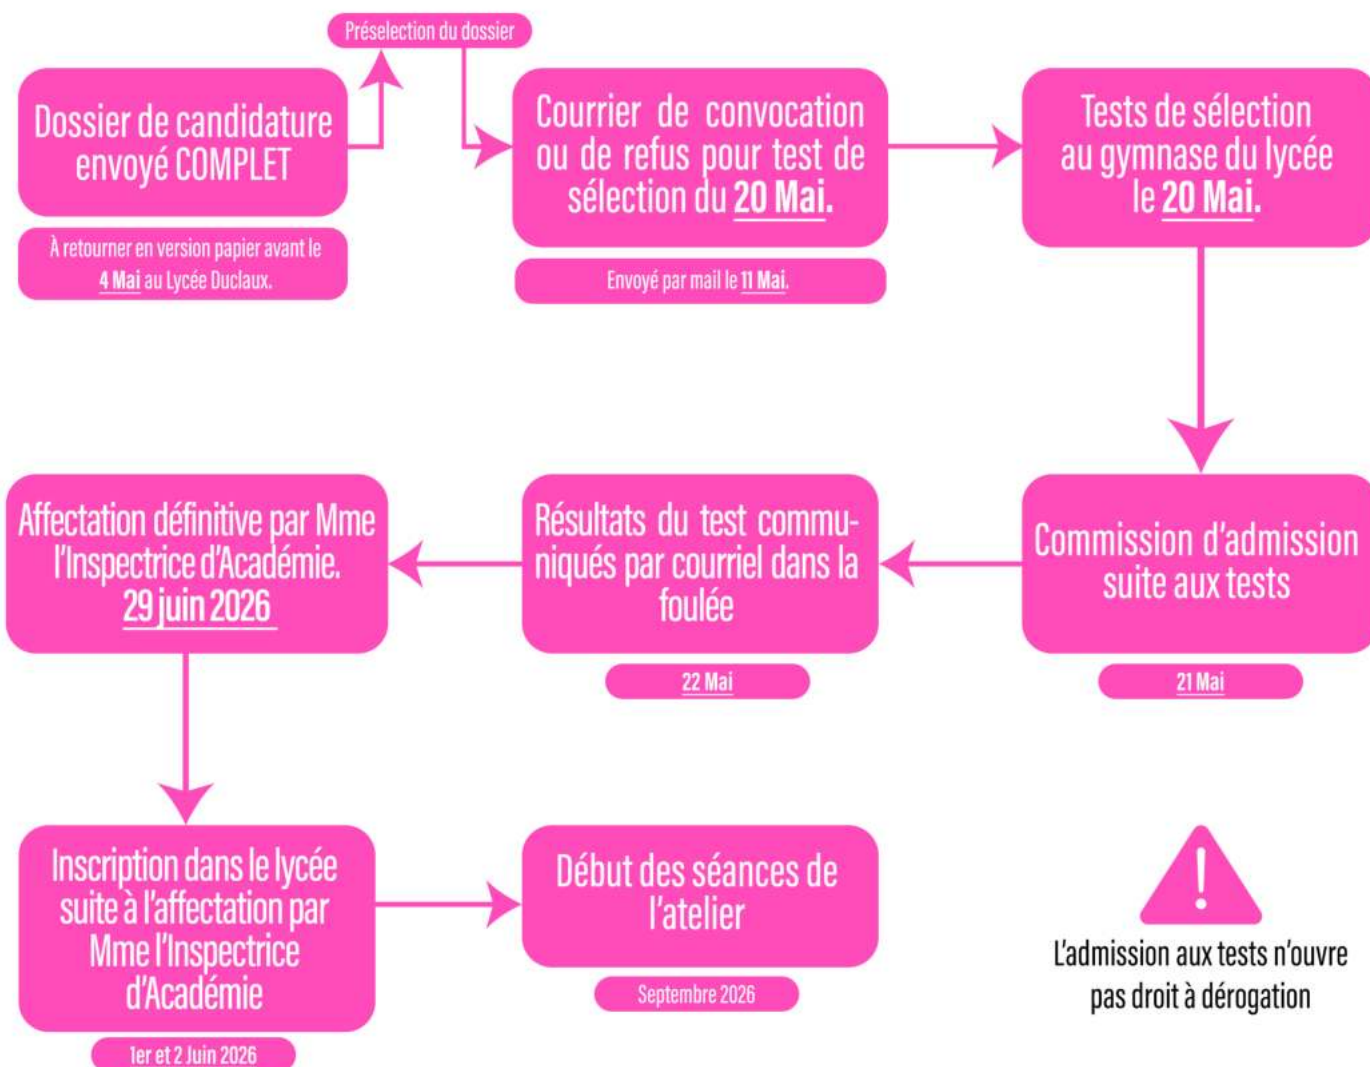 Préselection du dossier
Dossier de candidature
envoyé COMPLET
À retourner en version papier avant le
4 Mai au Lycée Duclaux.
Courrier de convocation
ou de refus pour test de
sélection du 20 Mai.
Envoyé par mail le 11 Mai.
Tests de sélection
au gymnase du lycée
le 20 Mai.
Commission d'admission
suite aux tests
21 Mai
Résultats du test commu-
niqués par courriel dans la
foulée
22 Mai
Affectation définitive par Mme
l'Inspectrice d'Académie.
29 juin 2026
Inscription dans le lycée
suite à l'affectation par
Mme l'Inspectrice
d'Académie
1er et 2 Juin 2026
Début des séances de
l'atelier
Septembre 2026
!
L'admission aux tests n'ouvre
pas droit à dérogation